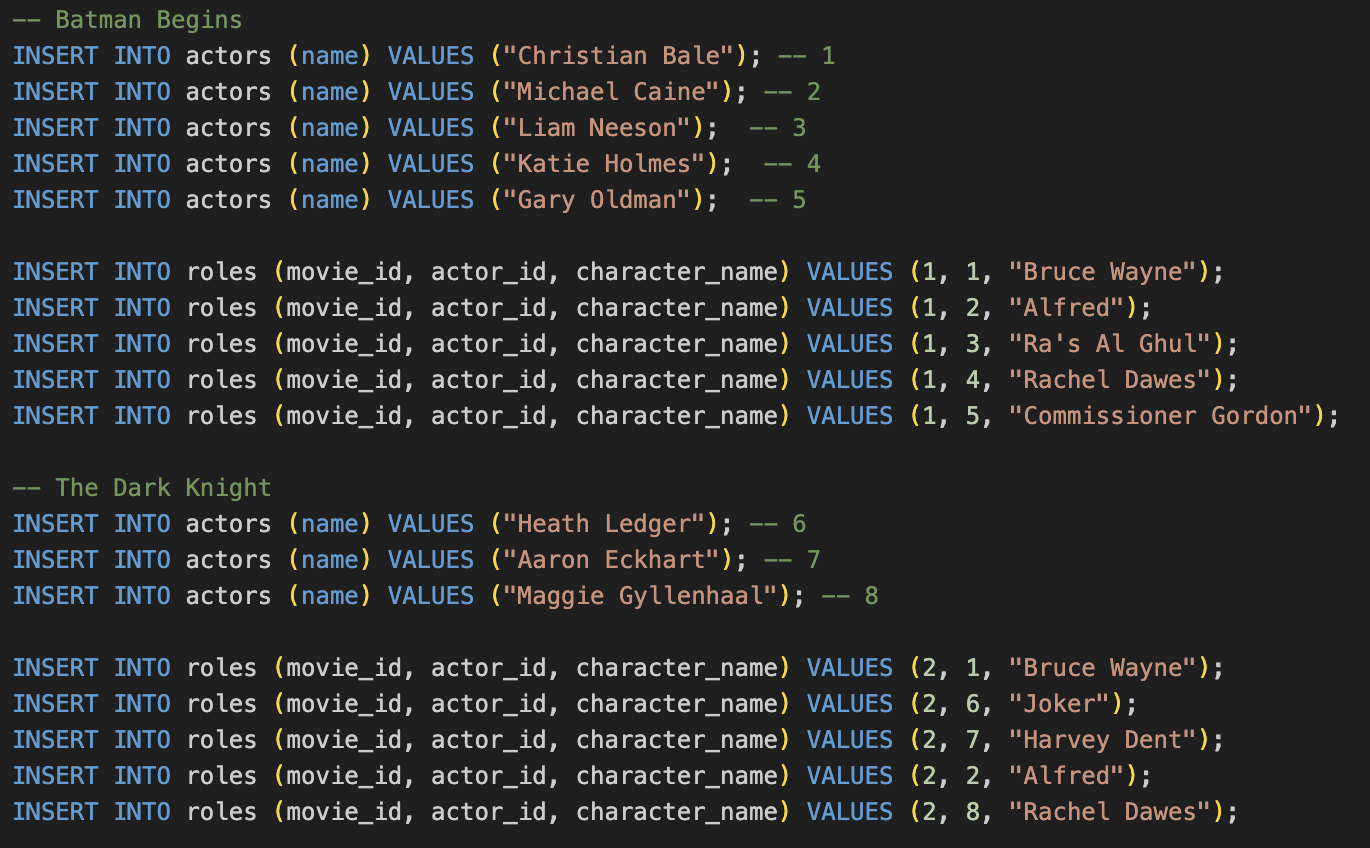 -- Batman Begins
INSERT INTO actors (name) VALUES ("Christian Bale"); -- 1
INSERT INTO actors (name) VALUES ("Michael Caine"); -- 2
INSERT INTO actors (name) VALUES ("Liam Neeson");  -- 3
INSERT INTO actors (name) VALUES ("Katie Holmes");  -- 4
INSERT INTO actors (name) VALUES ("Gary Oldman");  -- 5
INSERT INTO roles (movie_id, actor_id, character_name) VALUES (1, 1, "Bruce Wayne");
INSERT INTO roles (movie_id, actor_id, character_name) VALUES (1, 2, "Alfred");
INSERT INTO roles (movie_id, actor_id, character_name) VALUES (1, 3, "Ra's Al Ghul");
INSERT INTO roles (movie_id, actor_id, character_name) VALUES (1, 4, "Rachel Dawes");
INSERT INTO roles (movie_id, actor_id, character_name) VALUES (1, 5, "Commissioner Gordon");
-- The Dark Knight
INSERT INTO actors (name) VALUES ("Heath Ledger"); -- 6
INSERT INTO actors (name) VALUES ("Aaron Eckhart"); -- 7
INSERT INTO actors (name) VALUES ("Maggie Gyllenhaal"); -- 8
INSERT INTO roles (movie_id, actor_id, character_name) VALUES (2, 1, "Bruce Wayne");
INSERT INTO roles (movie_id, actor_id, character_name) VALUES (2, 6, "Joker");
INSERT INTO roles (movie_id, actor_id, character_name) VALUES (2, 7, "Harvey Dent");
INSERT INTO roles (movie_id, actor_id, character_name) VALUES (2, 2, "Alfred");
INSERT INTO roles (movie_id, actor_id, character_name) VALUES (2, 8, "Rachel Dawes");